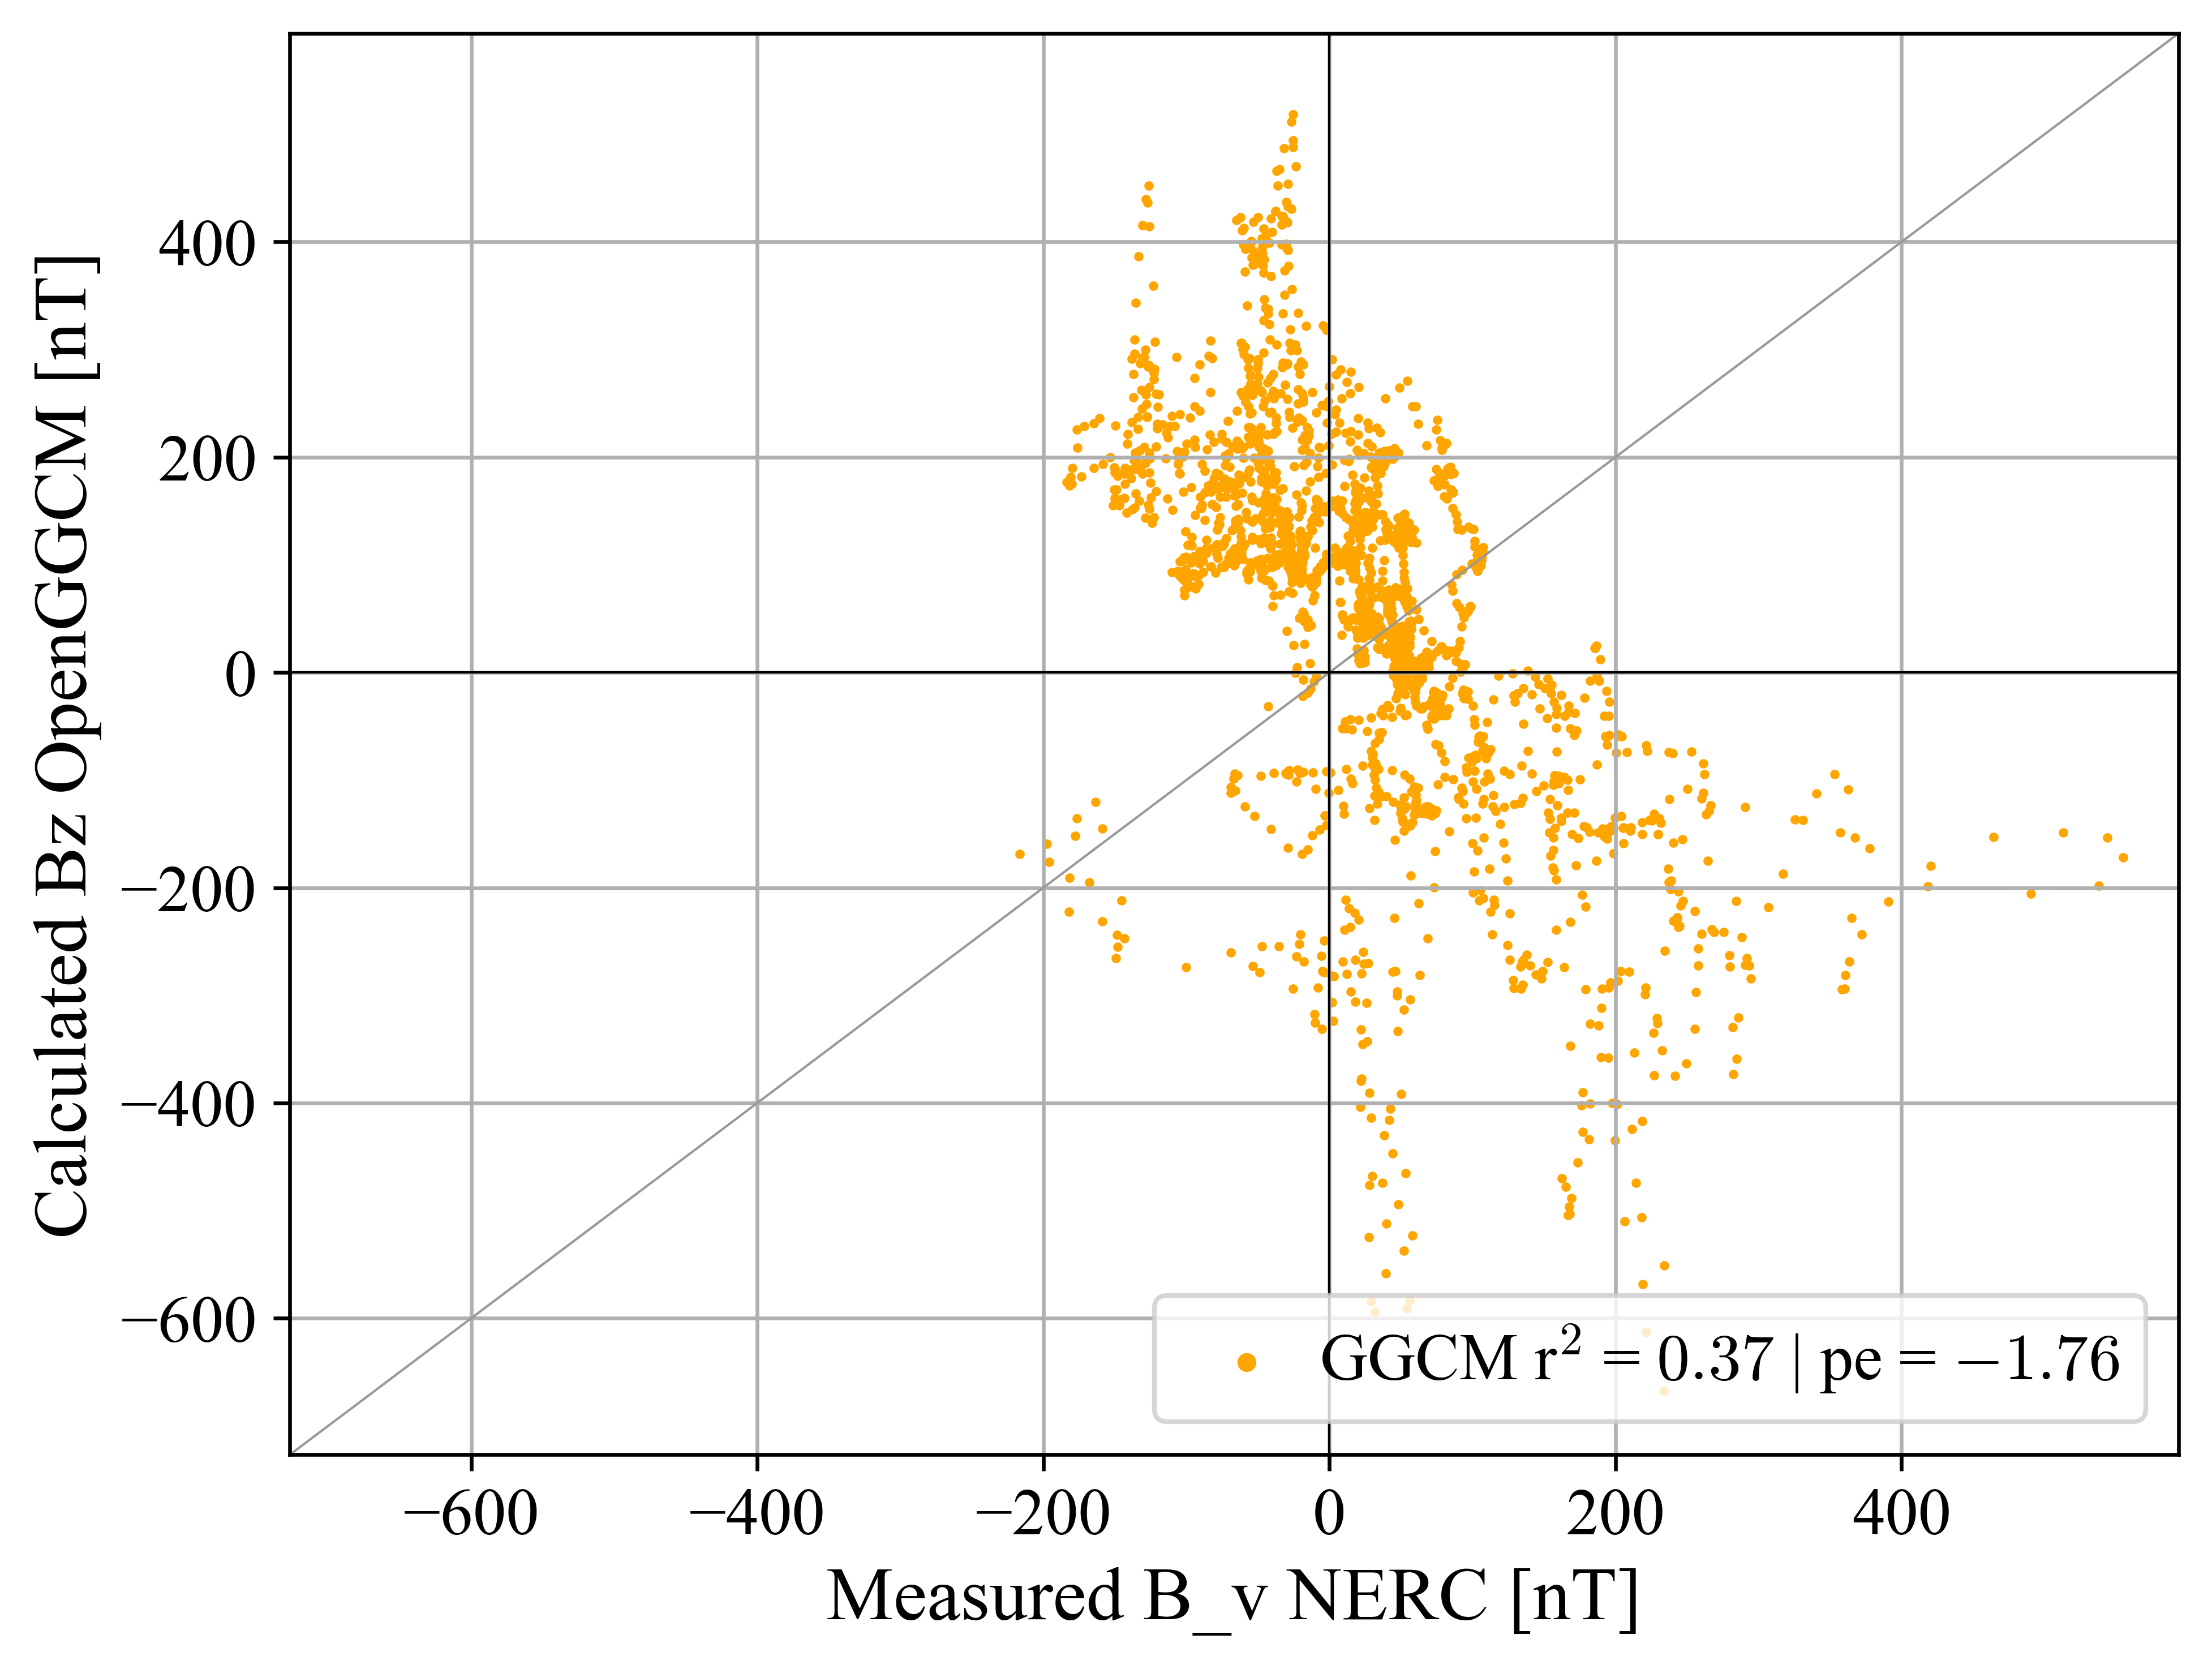 Calculated Bz OpenGGCM [nT]
400
200
0
−200
−400
−600
−600 −400 −200 0 200 400
Measured B_v NERC [nT]
GGCM r² = 0.37 | pe = −1.76